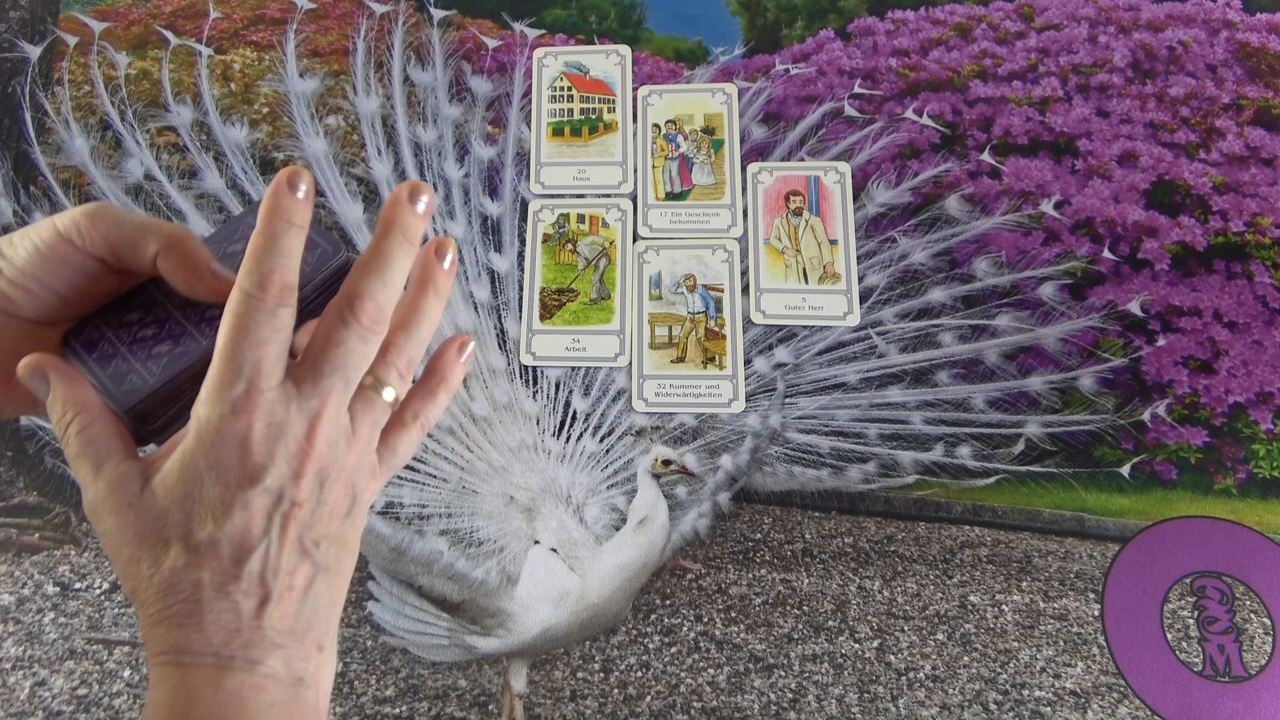 20
Haus
17 Ein Geschenk
bekommen
5
Guter Herr
34
Arbeit
32 Kummer und
Widerwärtigkeiten